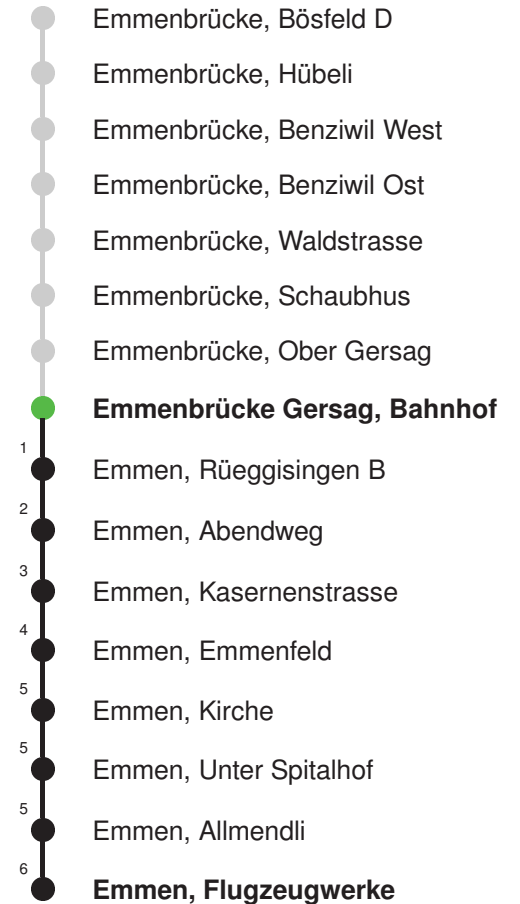 Emmenbrücke, Bösfeld D
Emmenbrücke, Hübeli
Emmenbrücke, Benziwil West
Emmenbrücke, Benziwil Ost
Emmenbrücke, Waldstrasse
Emmenbrücke, Schaubhus
Emmenbrücke, Ober Gersag
Emmenbrücke Gersag, Bahnhof
1 Emmen, Rüeggisingen B
2 Emmen, Abendweg
3 Emmen, Kasernenstrasse
4 Emmen, Emmenfeld
5 Emmen, Kirche
5 Emmen, Unter Spitalhof
5 Emmen, Allmendli
6 Emmen, Flugzeugwerke